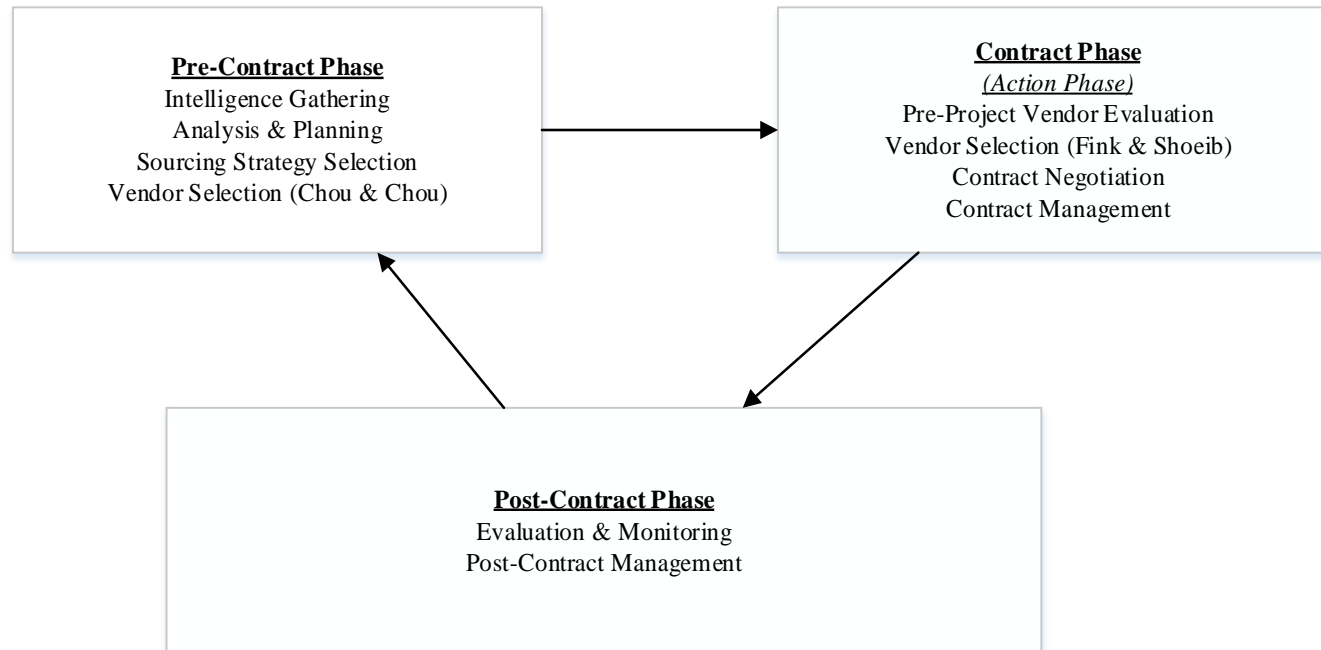 Pre-Contract Phase
Intelligence Gathering
Analysis & Planning
Sourcing Strategy Selection
Vendor Selection (Chou & Chou)
Contract Phase
(Action Phase)
Pre-Project Vendor Evaluation
Vendor Selection (Fink & Shoeib)
Contract Negotiation
Contract Management
Post-Contract Phase
Evaluation & Monitoring
Post-Contract Management